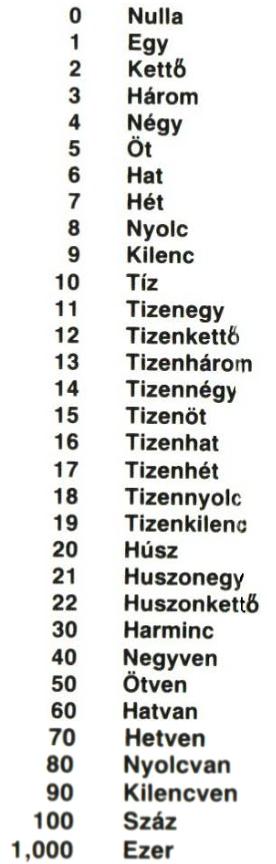 0 Nulla
1 Egy
2 Kettő
3 Három
4 Négy
5 Öt
6 Hat
7 Hét
8 Nyolc
9 Kilenc
10 Tíz
11 Tizenegy
12 Tizenkettő
13 Tizenhárom
14 Tizennégy
15 Tizenöt
16 Tizenhat
17 Tizenhét
18 Tizennyolc
19 Tizenkilenc
20 Húsz
21 Huszonegy
22 Huszonkettő
30 Harminc
40 Negyven
50 Ötven
60 Hatvan
70 Hetven
80 Nyolcvan
90 Kilencven
100 Száz
1,000 Ezer